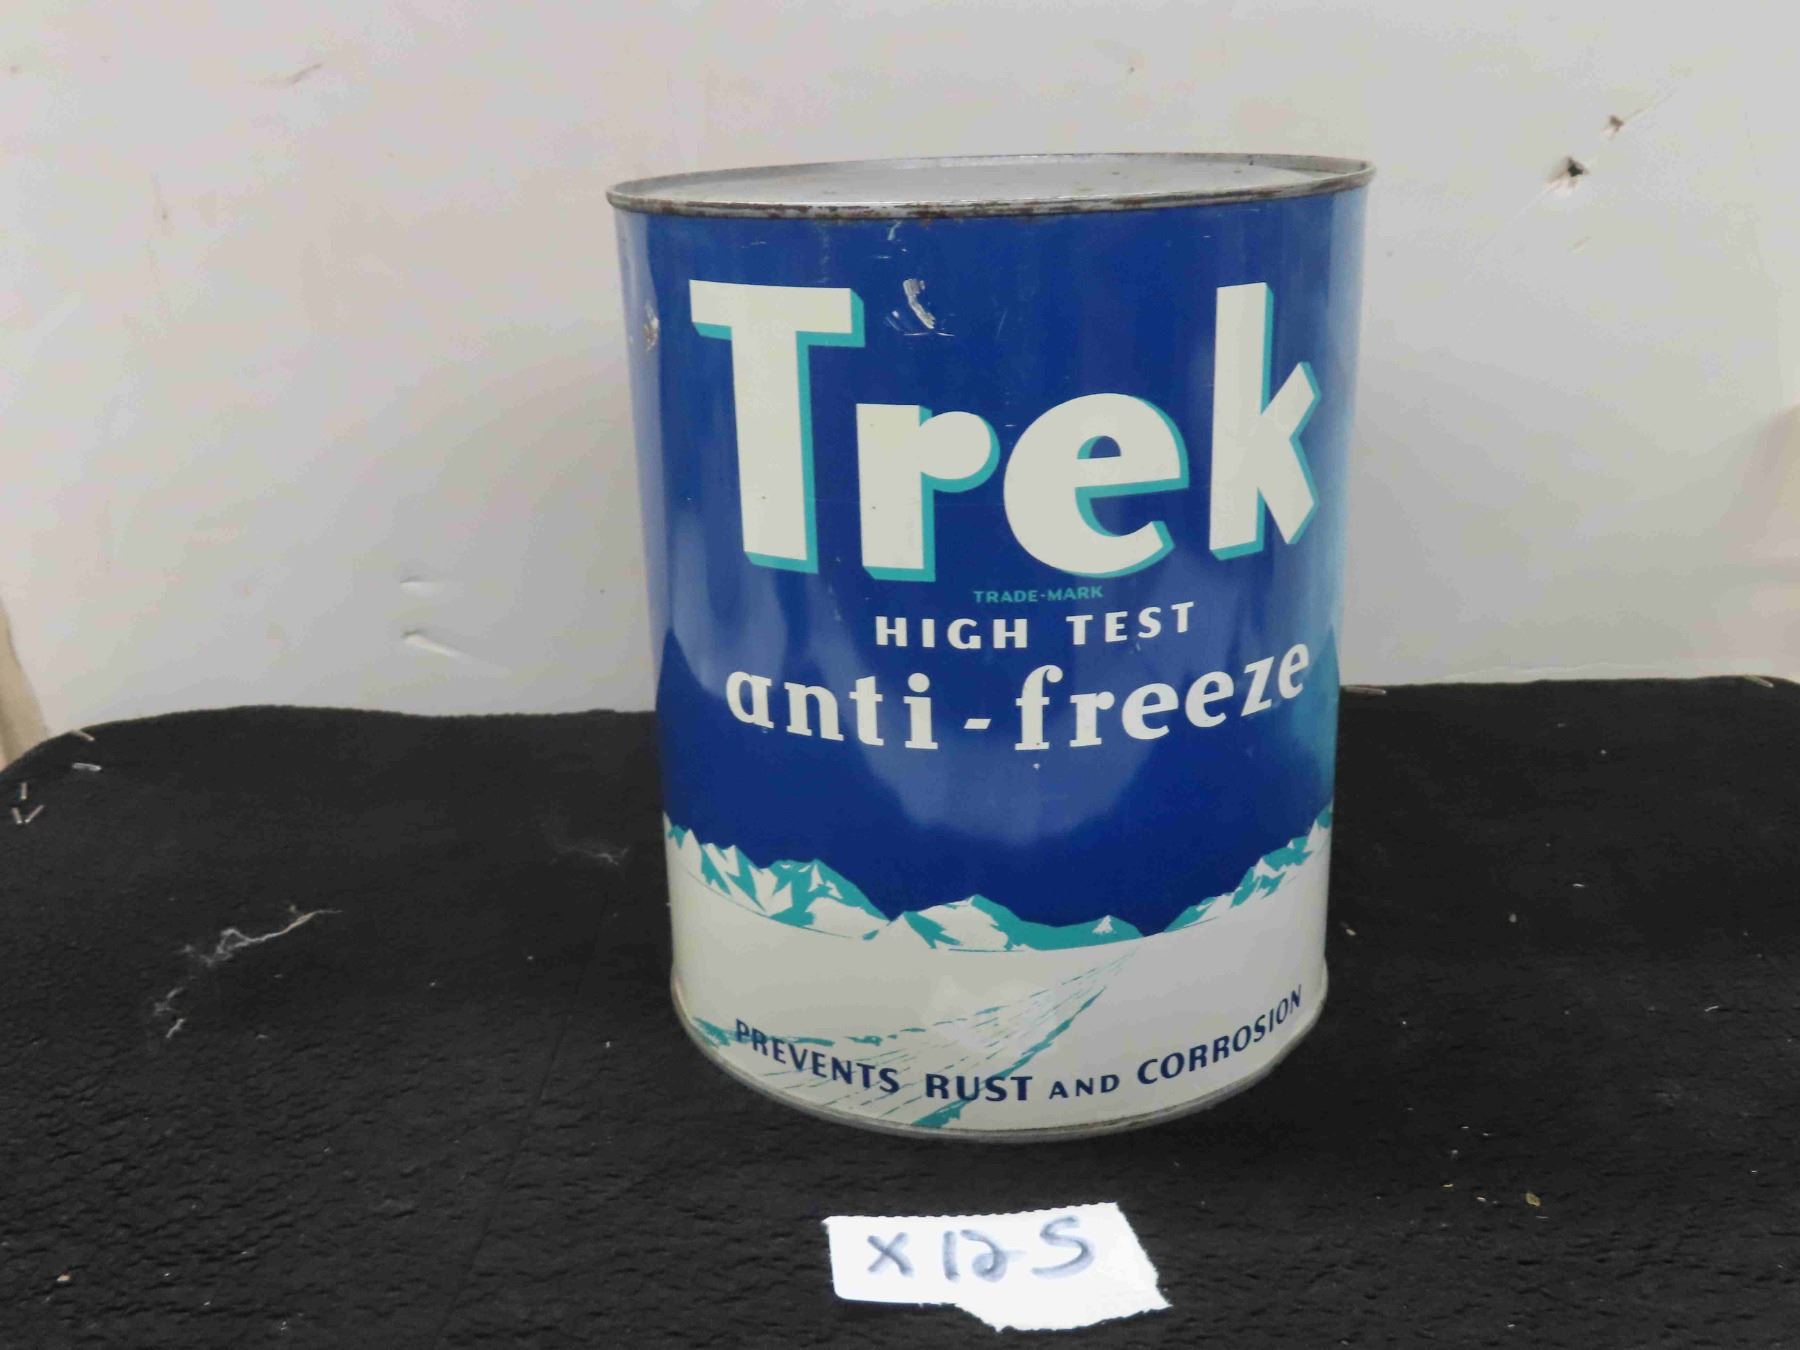 Trek
TRADE-MARK
HIGH TEST
anti-freeze
PREVENTS RUST AND CORROSION
X125